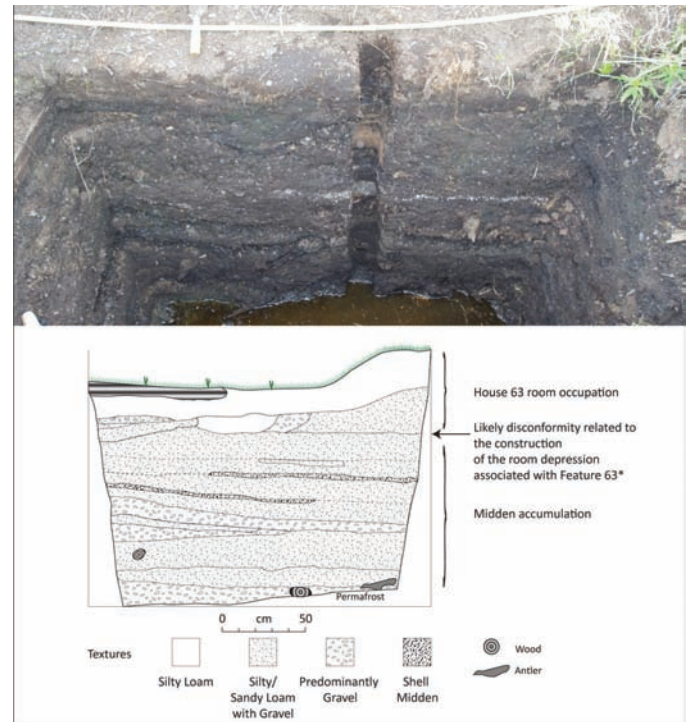 House 63 room occupation
Likely disconformity related to
the construction
of the room depression
associated with Feature 63*
Midden accumulation
Permafrost
0 cm 50
Textures
Silty Loam
Silty/
Sandy Loam
with Gravel
Predominantly
Gravel
Shell
Midden
Wood
Antler